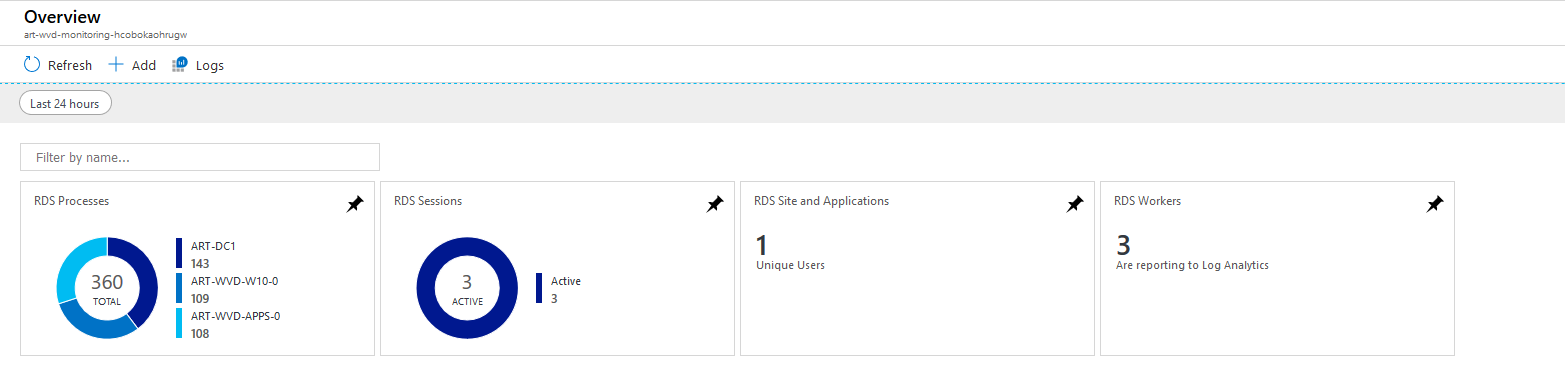 Overview
art-wvd-monitoring-hcobokaohrugw
Refresh Add Logs
Last 24 hours
Filter by name...
RDS Processes
360
TOTAL
ART-DC1
143
ART-WVD-W10-0
109
ART-WVD-APPS-0
108
RDS Sessions
3
ACTIVE
Active
3
RDS Site and Applications
1
Unique Users
RDS Workers
3
Are reporting to Log Analytics